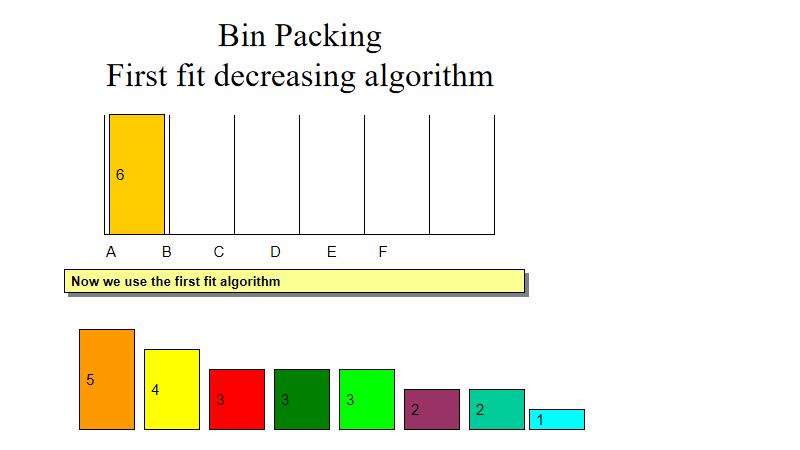 Bin Packing
First fit decreasing algorithm
6
A B C D E F
Now we use the first fit algorithm
5 4 3 3 3 2 2 1